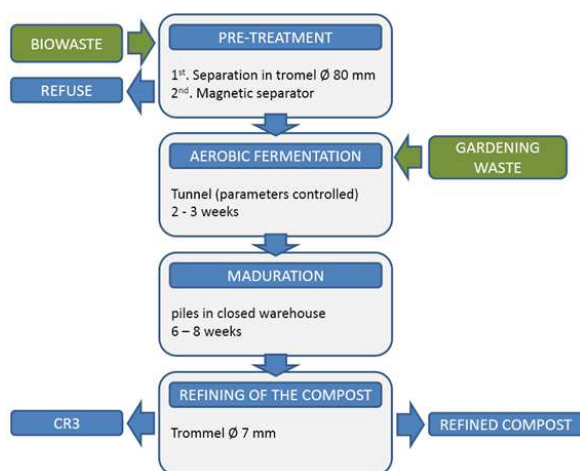 BIOWASTE
REFUSE
PRE-TREATMENT
1st. Separation in tromel Ø 80 mm
2nd. Magnetic separator
AEROBIC FERMENTATION
Tunnel (parameters controlled)
2 - 3 weeks
GARDENING
WASTE
MADURATION
piles in closed warehouse
6 – 8 weeks
REFINING OF THE COMPOST
Trommel Ø 7 mm
CR3
REFINED COMPOST